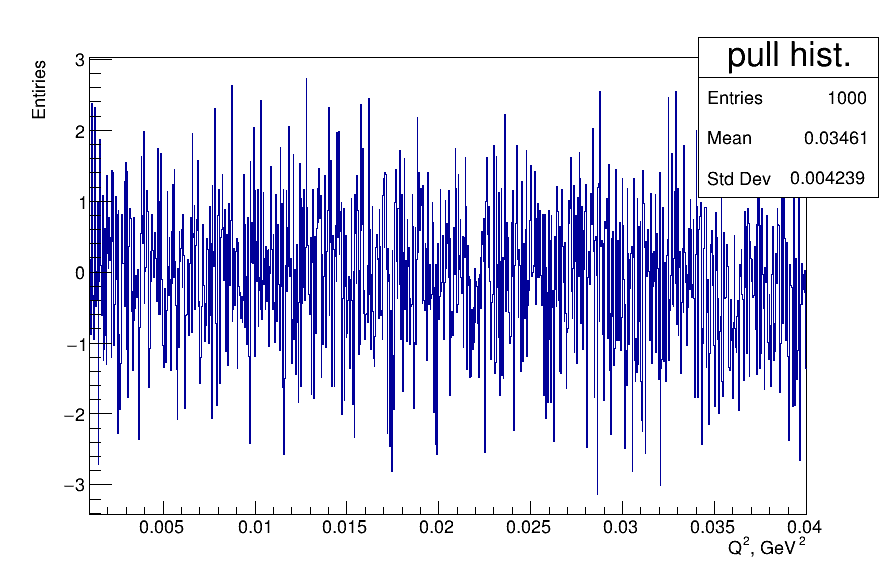 pull hist.
Entries 1000
Mean 0.03461
Std Dev 0.004239
Entiries
3
2
1
0
−1
−2
−3
0.005 0.01 0.015 0.02 0.025 0.03 0.035 0.04
Q², GeV²